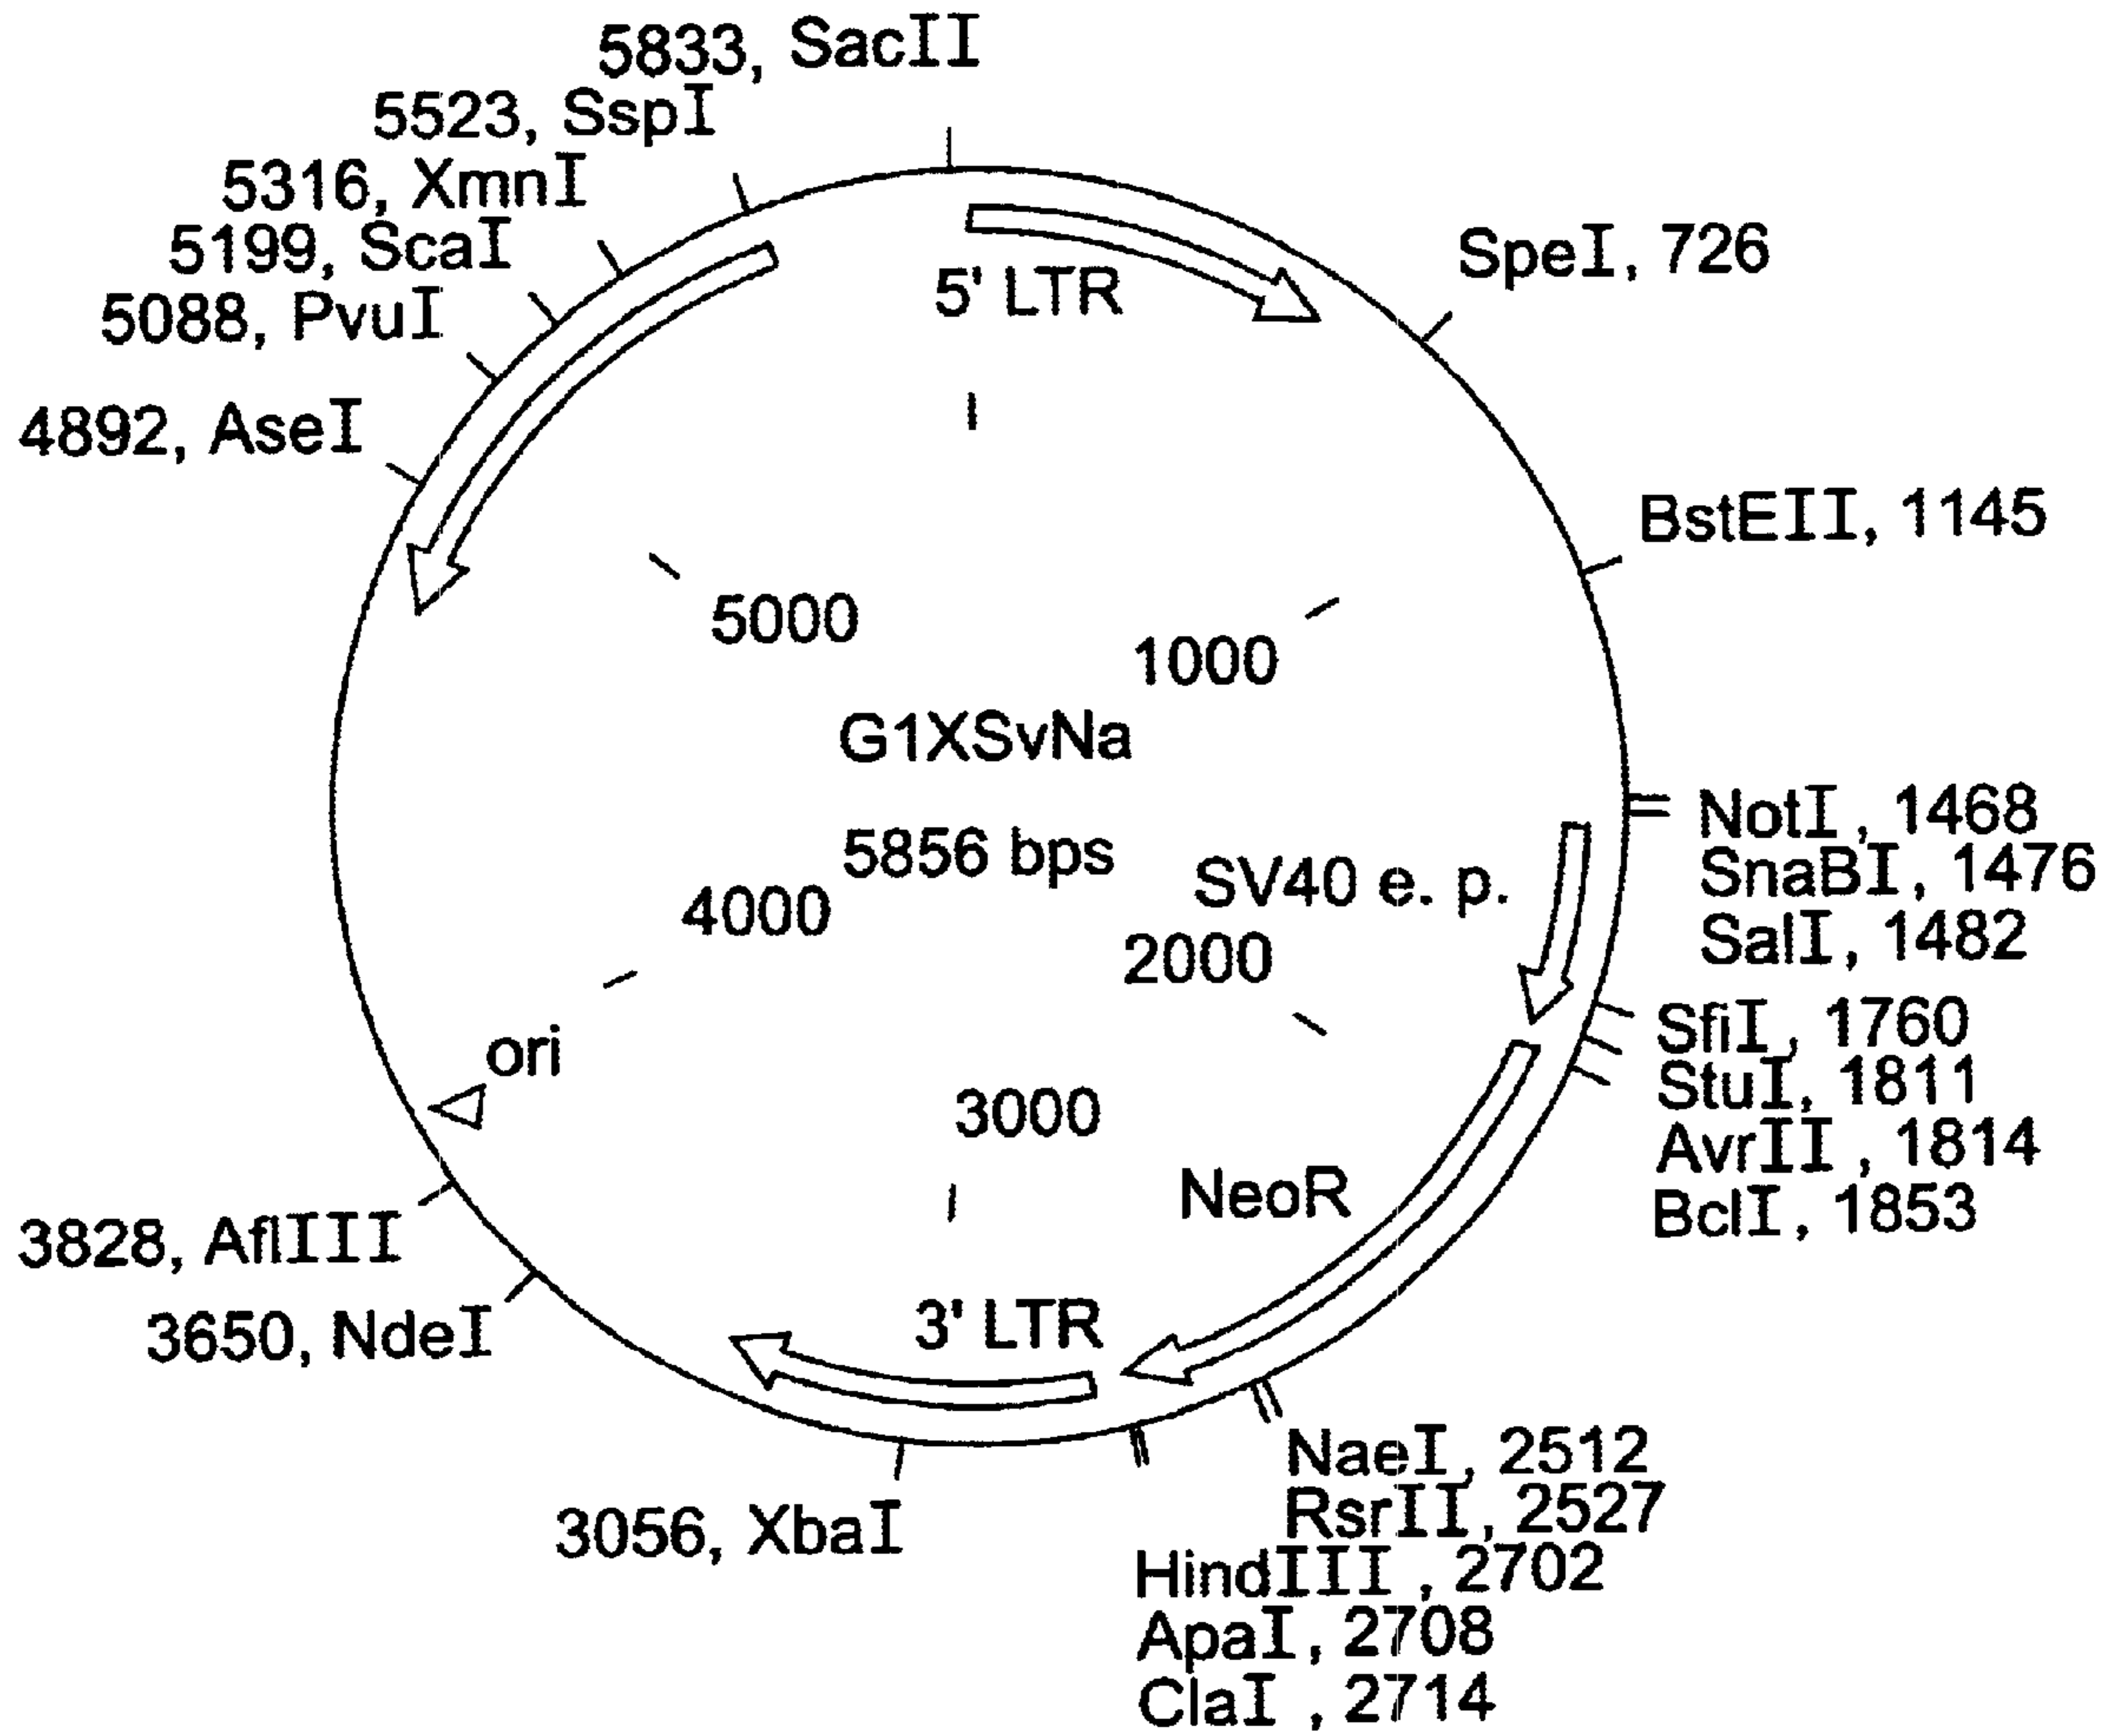 5833, SacII
5523, SspI
5316, XmnI
5199, ScaI
5088, PvuI
4892, AseI
5' LTR
SpeI, 726
BstEII, 1145
5000
1000
G1XSvNa
5856 bps
NotI, 1468
SnaBI, 1476
SalI, 1482
SV40 e. p.
4000
2000
SfiI, 1760
StuI, 1811
AvrII, 1814
BclI, 1853
ori
3000
NeoR
3828, AflIII
3650, NdeI
3' LTR
3056, XbaI
NaeI, 2512
RsrII, 2527
HindIII, 2702
ApaI, 2708
ClaI, 2714